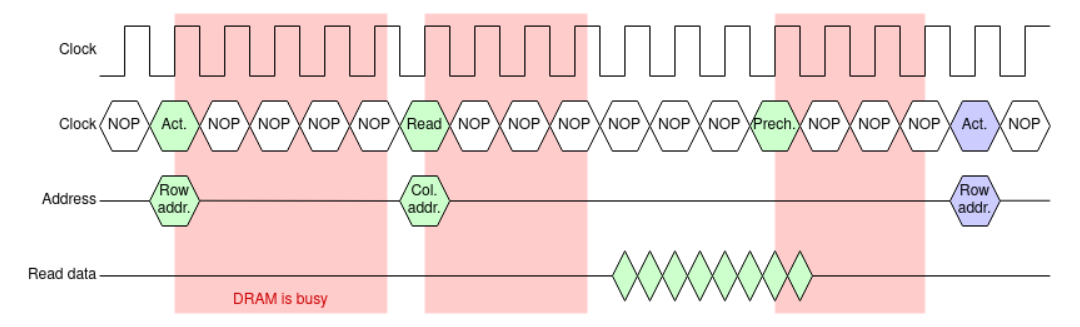 Clock
Clock NOP Act. NOP NOP NOP NOP Read NOP NOP NOP NOP NOP NOP Prech. NOP NOP NOP Act. NOP
Address Row addr. Col. addr. Row addr.
Read data
DRAM is busy